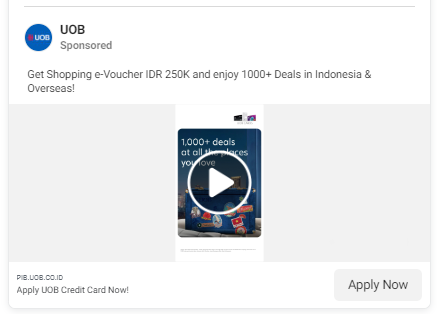 UOB
UOB
Sponsored
Get Shopping e-Voucher IDR 250K and enjoy 1000+ Deals in Indonesia &
Overseas!
1,000+ deals
at all the places
you love
PIB.UOB.CO.ID
Apply UOB Credit Card Now!
Apply Now